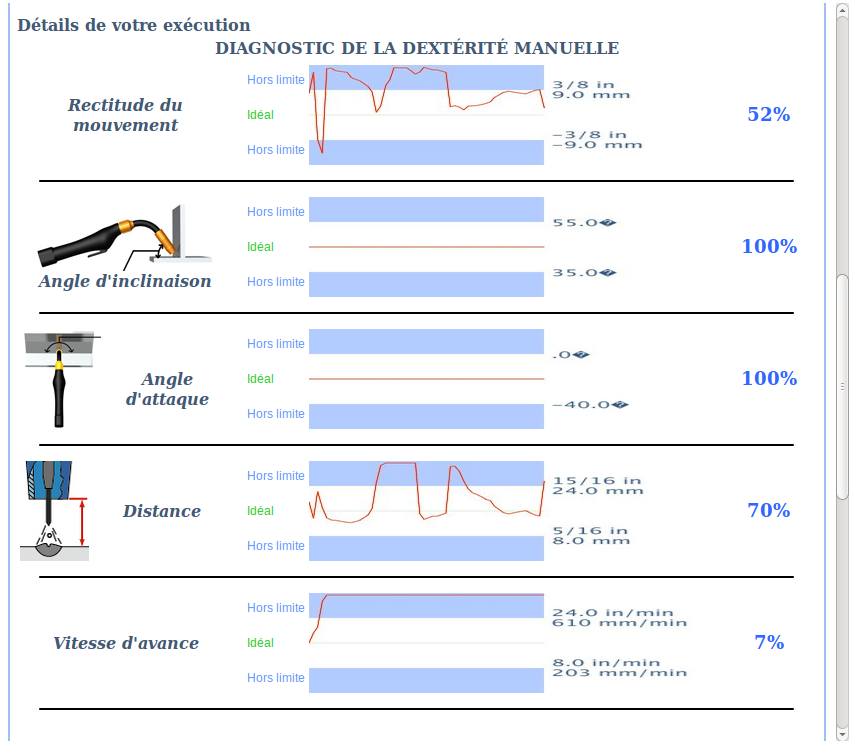 Détails de votre exécution
DIAGNOSTIC DE LA DEXTÉRITÉ MANUELLE
Rectitude du
mouvement
Hors limite
Idéal
Hors limite
3/8 in
9.0 mm
−3/8 in
−9.0 mm
52%
Angle d'inclinaison
Hors limite
Idéal
Hors limite
55.0�
35.0�
100%
Angle
d'attaque
Hors limite
Idéal
Hors limite
.0�
−40.0�
100%
Distance
Hors limite
Idéal
Hors limite
15/16 in
24.0 mm
5/16 in
8.0 mm
70%
Vitesse d'avance
Hors limite
Idéal
Hors limite
24.0 in/min
610 mm/min
8.0 in/min
203 mm/min
7%